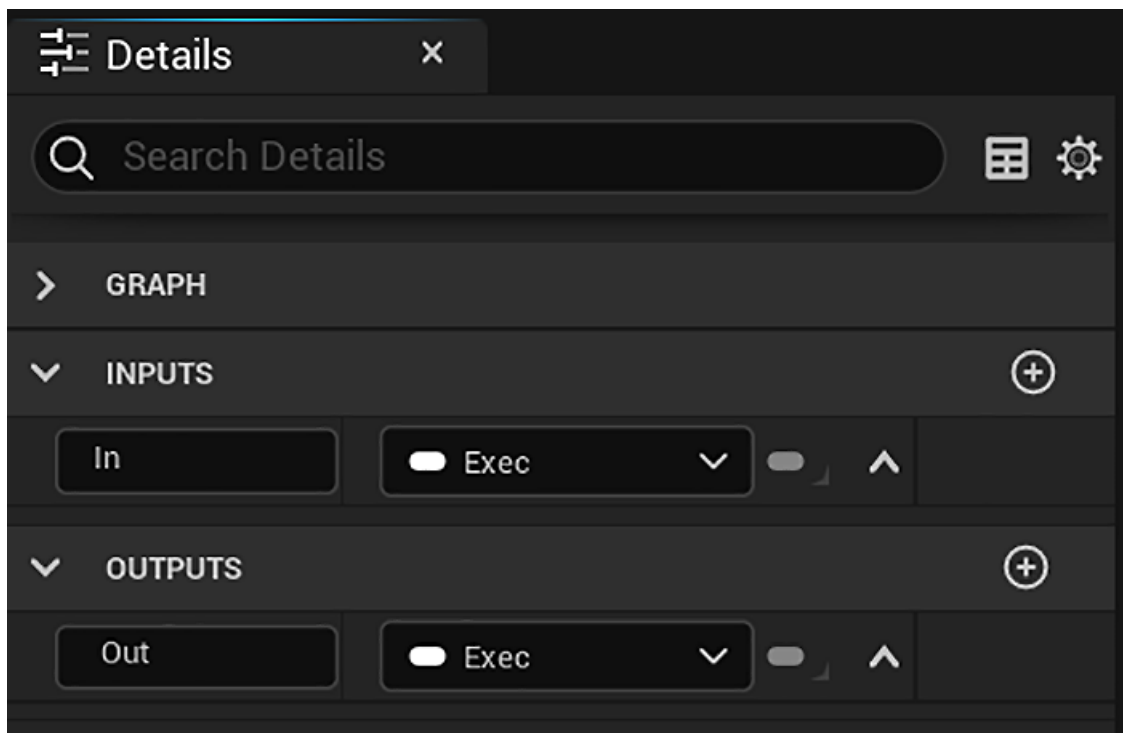 Details
Search Details
GRAPH
INPUTS
In Exec
OUTPUTS
Out Exec